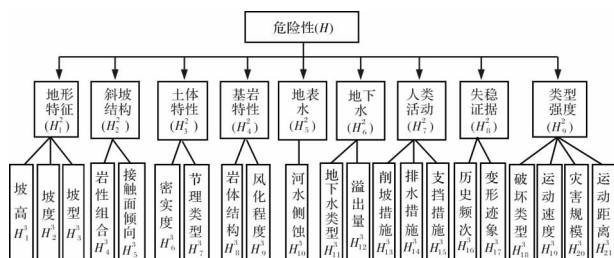 危险性(H)
地形特征(H²₁)
斜坡结构(H²₂)
土体特性(H²₃)
基岩特性(H²₄)
地表水(H²₅)
地下水(H²₆)
人类活动(H²₇)
失稳证据(H²₈)
类型强度(H²₉)
坡高H³₁
坡度H³₂
坡型H³₃
岩性组合H³₄
接触面倾向H³₅
密实度H³₆
节理类型H³₇
岩体结构H³₈
风化程度H³₉
河水侧蚀H³₁₀
地下水类型H³₁₁
溢出量H³₁₂
削坡措施H³₁₃
排水措施H³₁₄
支挡措施H³₁₅
历史频次H³₁₆
变形迹象H³₁₇
破坏类型H³₁₈
运动速度H³₁₉
灾害规模H³₂₀
运动距离H³₂₁